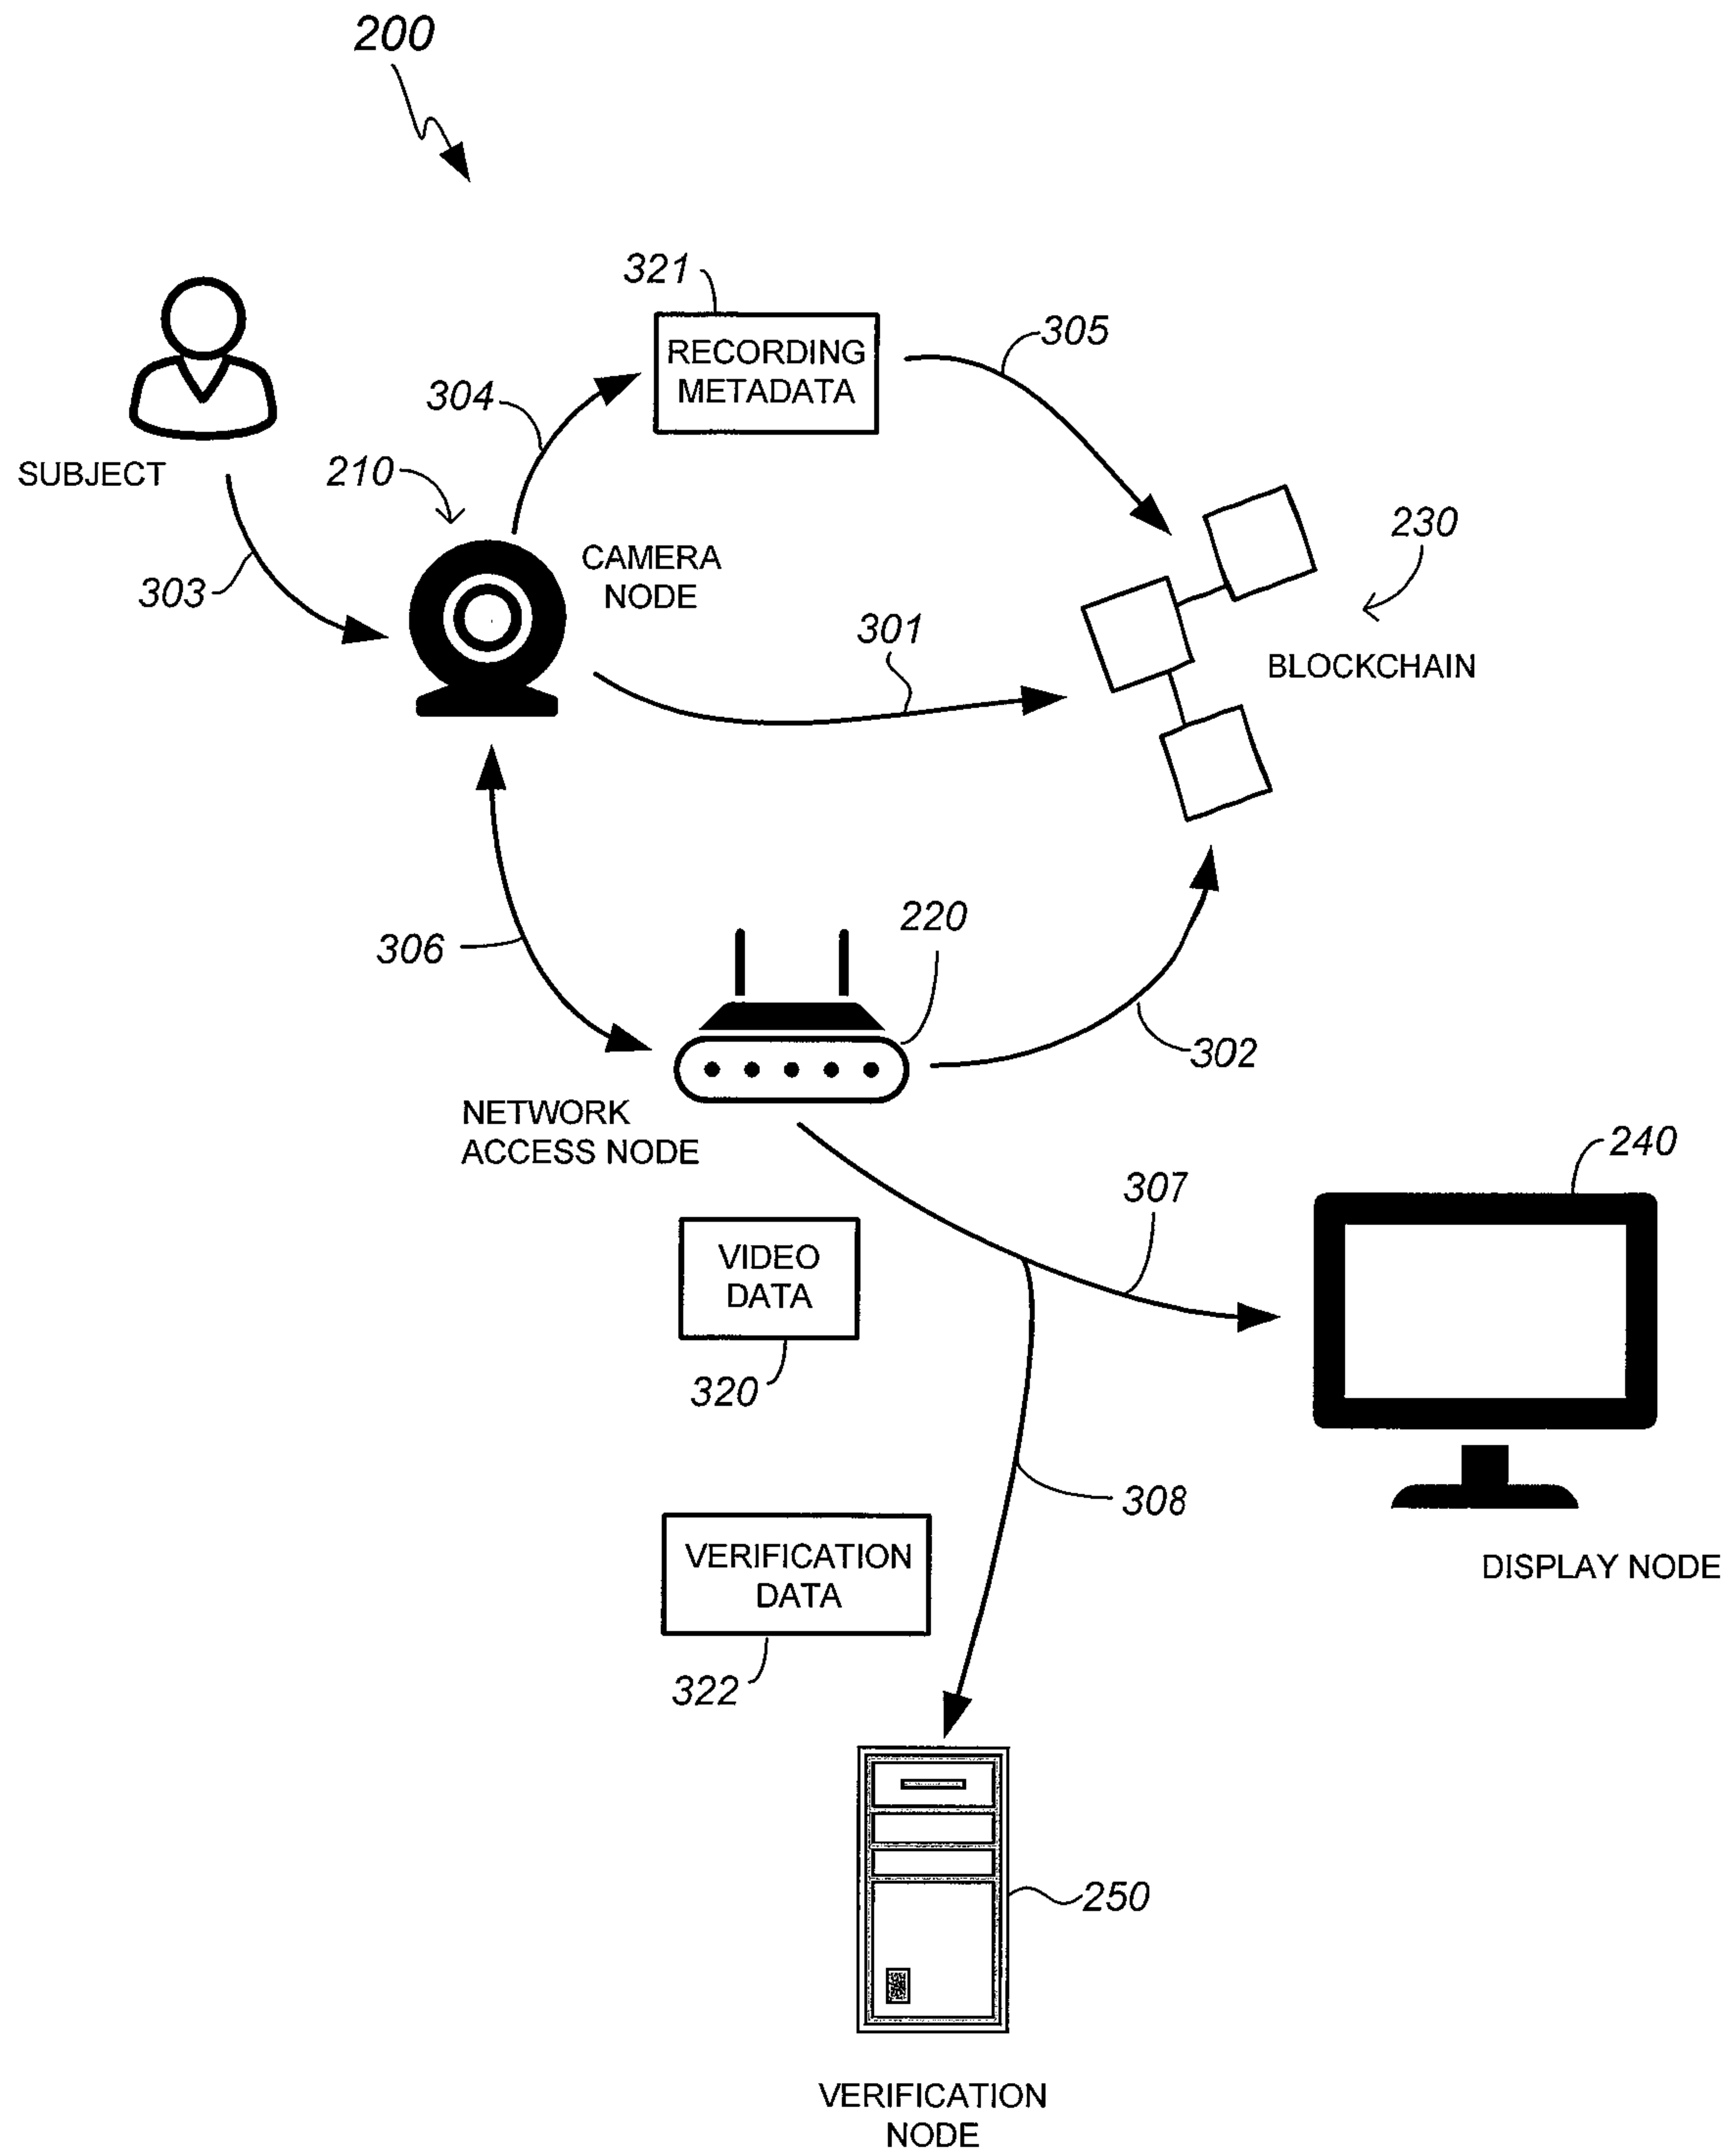 200
321
RECORDING
METADATA
305
304
SUBJECT
210
230
303
CAMERA
NODE
301
BLOCKCHAIN
220
306
302
NETWORK
ACCESS NODE
240
307
VIDEO
DATA
320
308
VERIFICATION
DATA
DISPLAY NODE
322
250
VERIFICATION
NODE